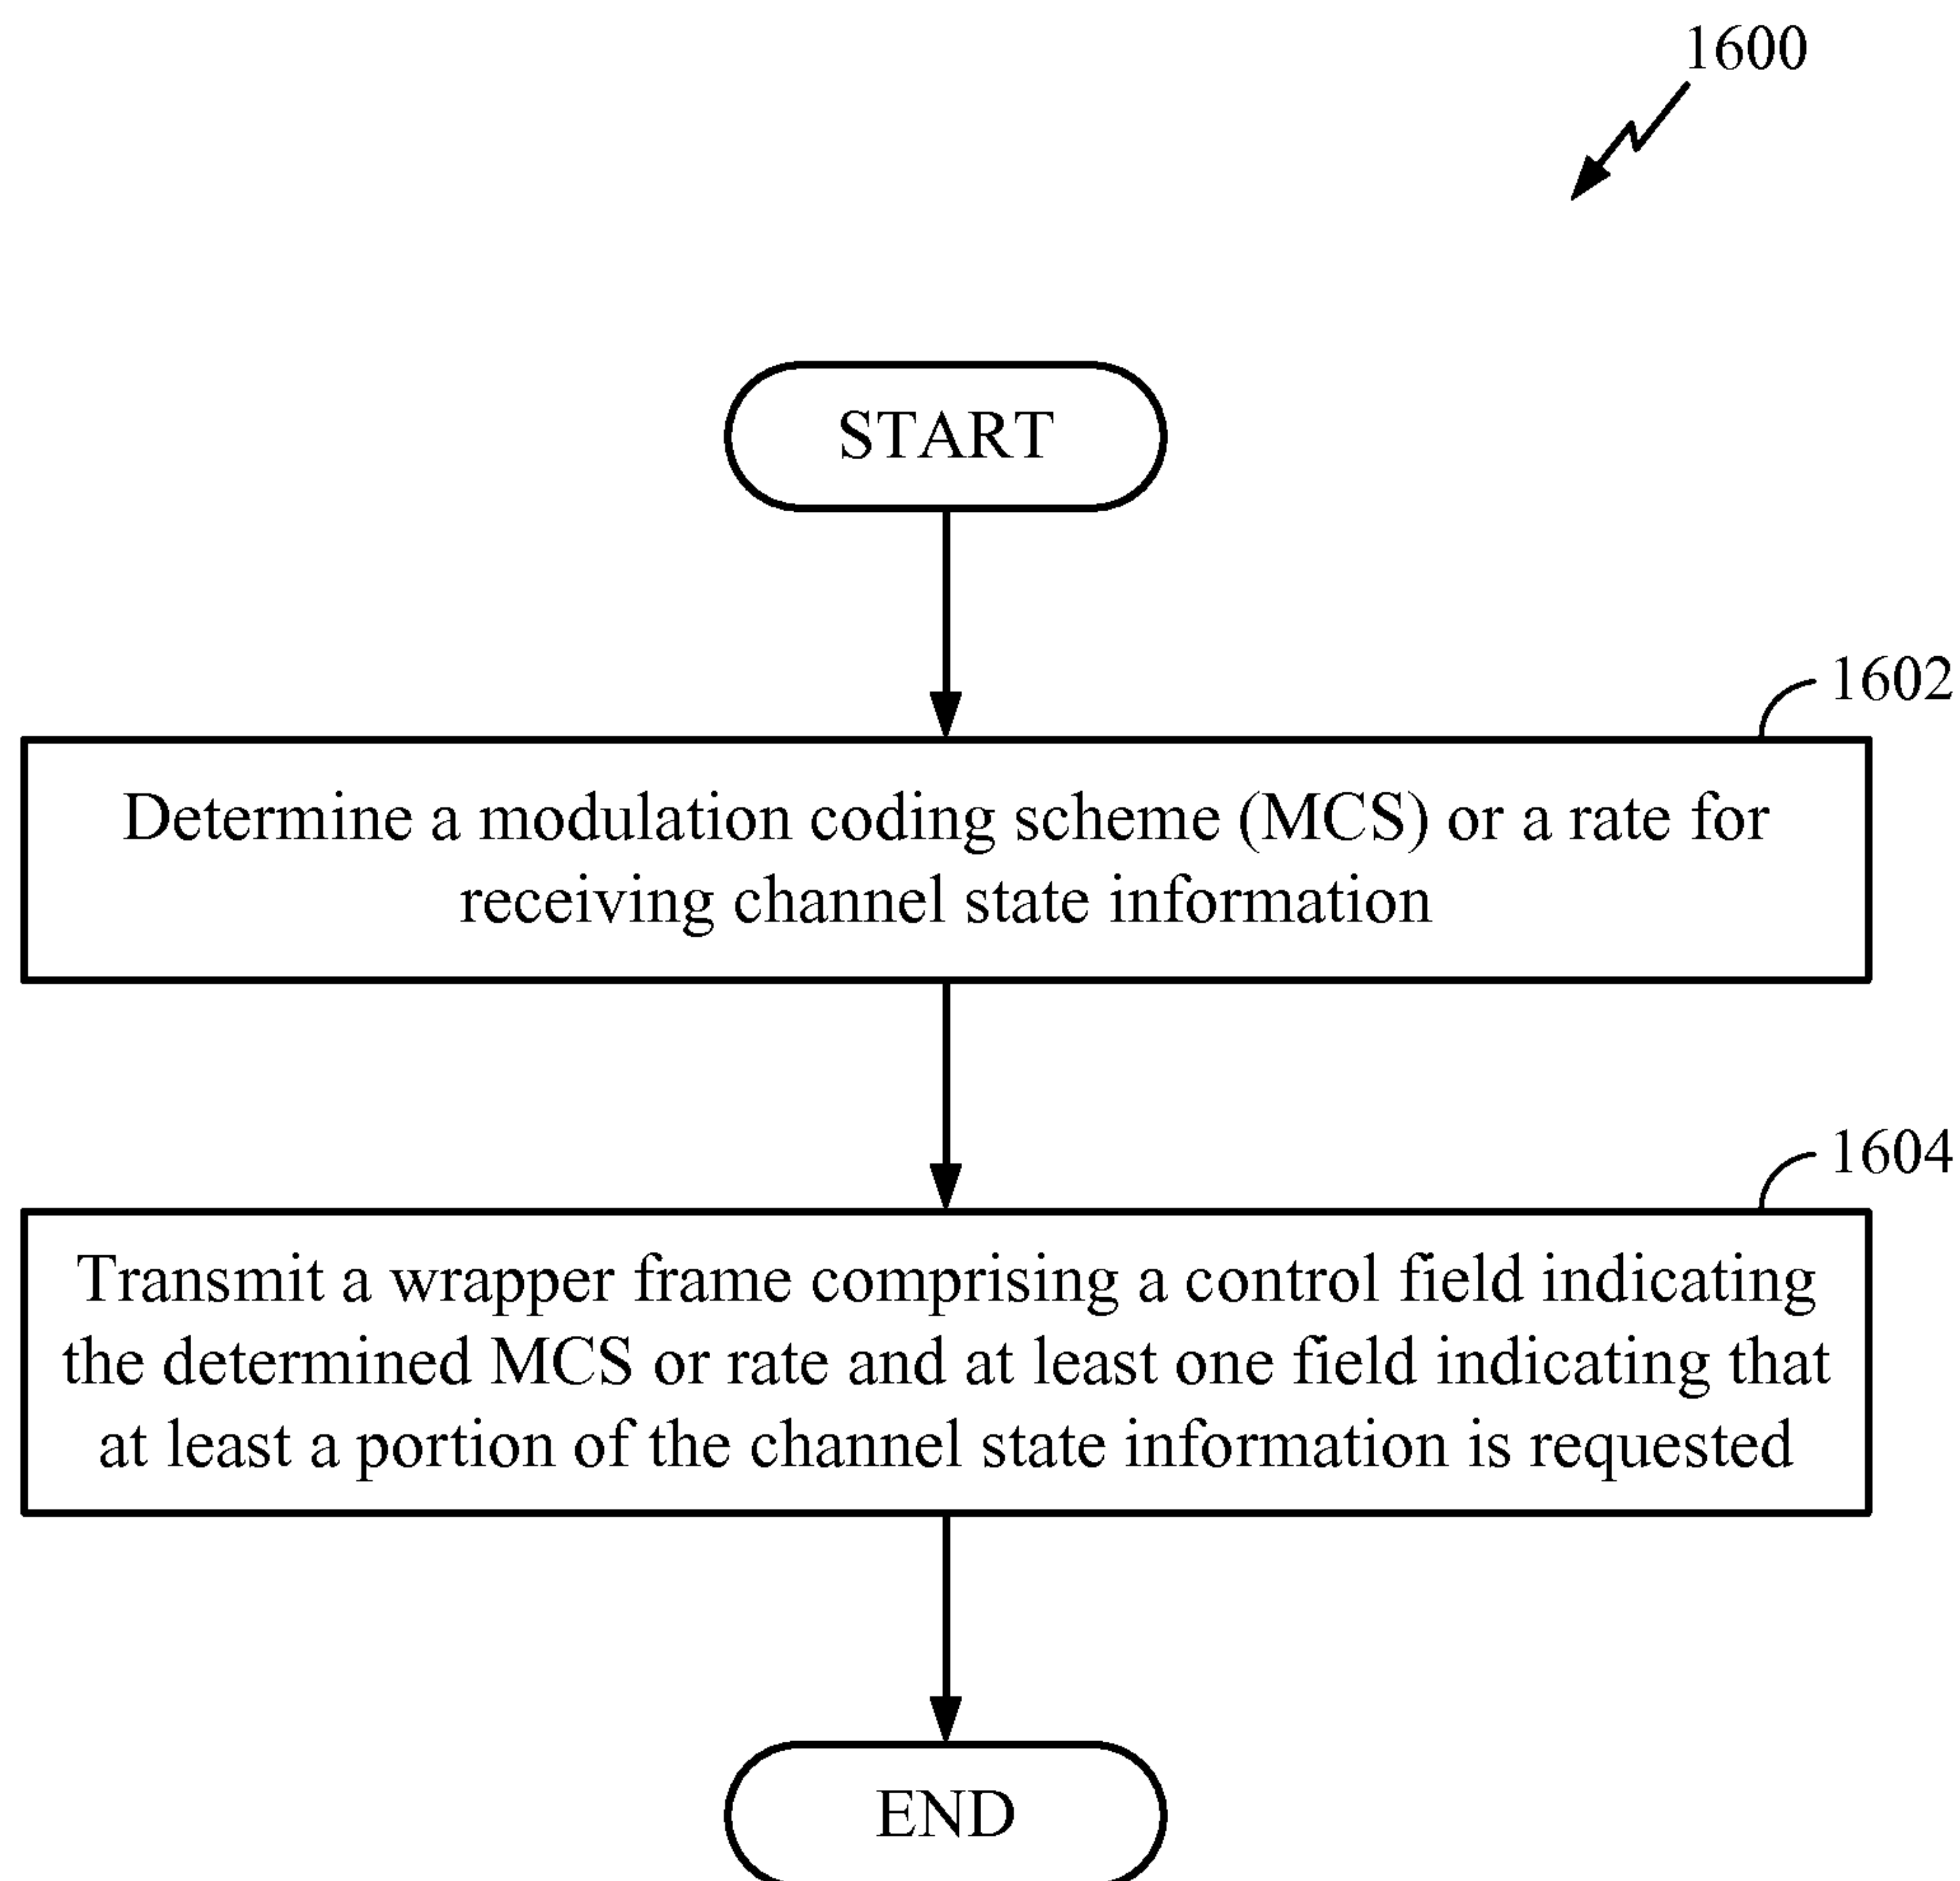 1600
START
1602
Determine a modulation coding scheme (MCS) or a rate for
receiving channel state information
1604
Transmit a wrapper frame comprising a control field indicating
the determined MCS or rate and at least one field indicating that
at least a portion of the channel state information is requested
END